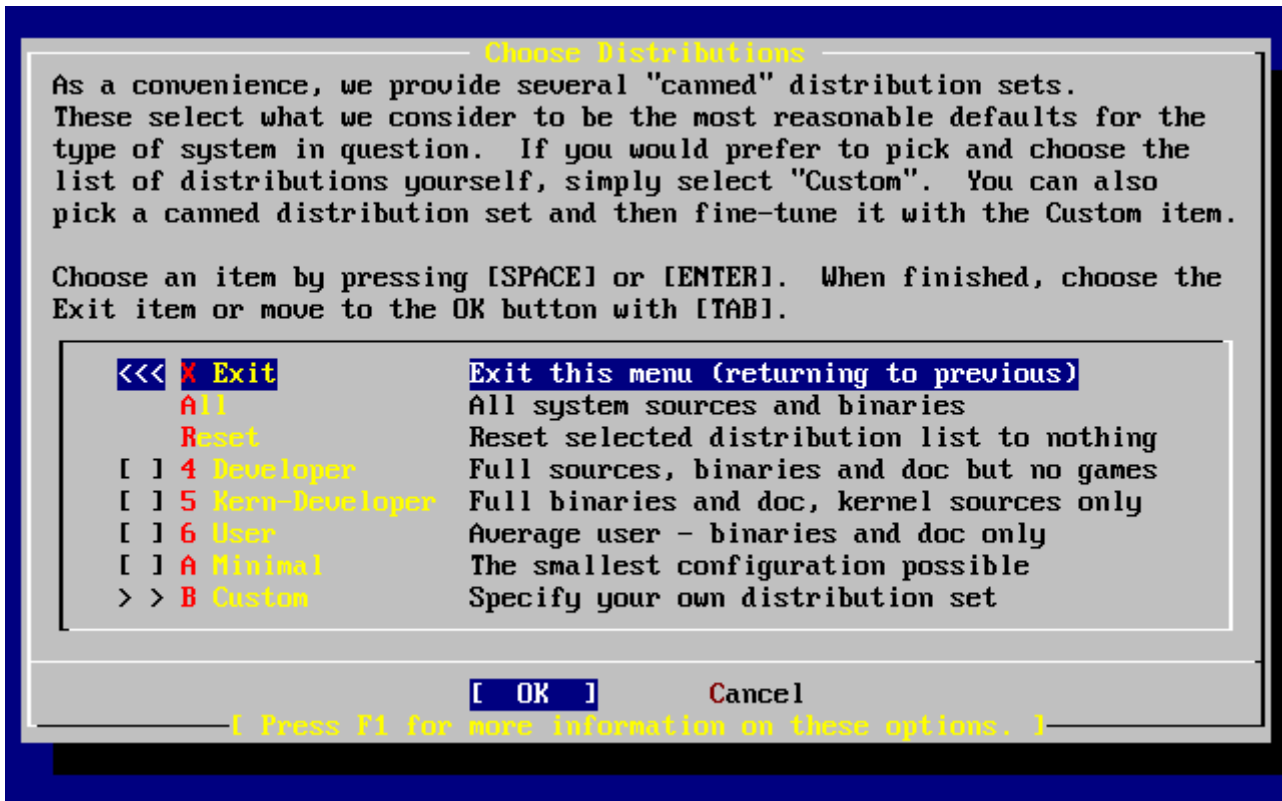 Choose Distributions
As a convenience, we provide several "canned" distribution sets.
These select what we consider to be the most reasonable defaults for the
type of system in question.  If you would prefer to pick and choose the
list of distributions yourself, simply select "Custom".  You can also
pick a canned distribution set and then fine-tune it with the Custom item.
Choose an item by pressing [SPACE] or [ENTER].  When finished, choose the
Exit item or move to the OK button with [TAB].
<<< X Exit            Exit this menu (returning to previous)
    All               All system sources and binaries
    Reset             Reset selected distribution list to nothing
[ ] 4 Developer       Full sources, binaries and doc but no games
[ ] 5 Kern-Developer  Full binaries and doc, kernel sources only
[ ] 6 User            Average user - binaries and doc only
[ ] A Minimal         The smallest configuration possible
> > B Custom          Specify your own distribution set
[  OK  ]       Cancel
[ Press F1 for more information on these options. ]